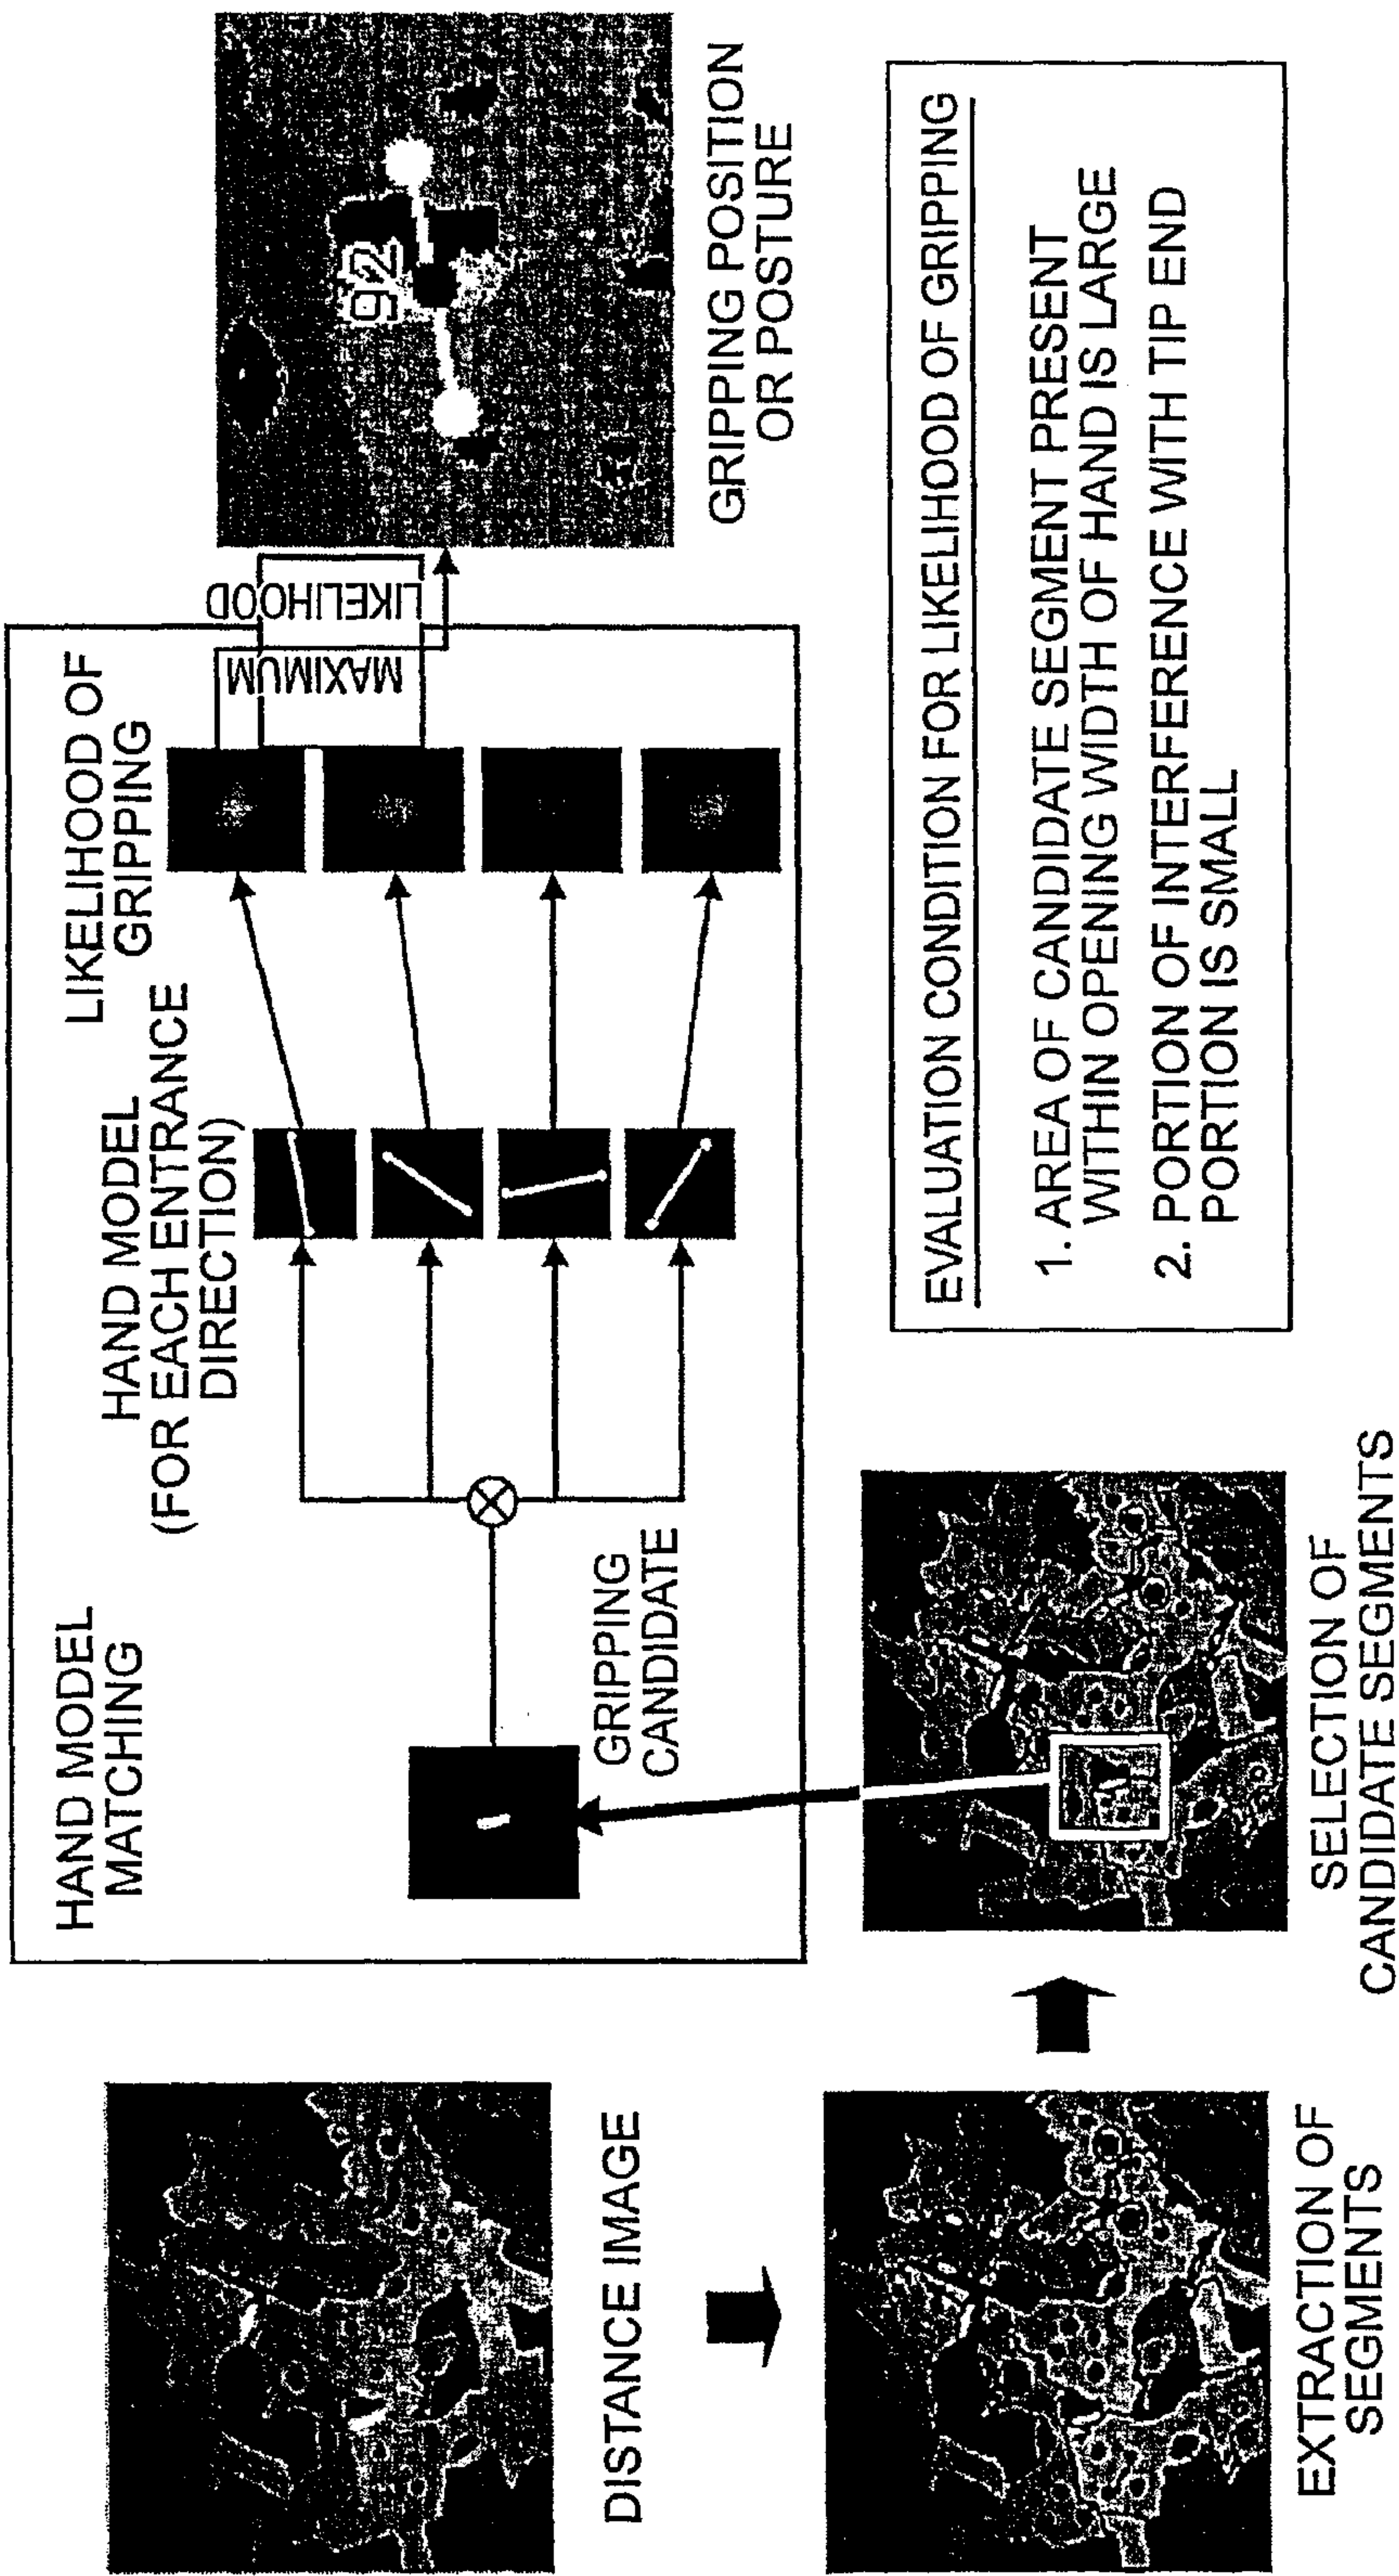 DISTANCE IMAGE
EXTRACTION OF
SEGMENTS
SELECTION OF
CANDIDATE SEGMENTS
HAND MODEL
MATCHING
GRIPPING
CANDIDATE
HAND MODEL
(FOR EACH ENTRANCE
DIRECTION)
LIKELIHOOD OF
GRIPPING
MAXIMUM
LIKELIHOOD
92
GRIPPING POSITION
OR POSTURE
EVALUATION CONDITION FOR LIKELIHOOD OF GRIPPING
1. AREA OF CANDIDATE SEGMENT PRESENT
WITHIN OPENING WIDTH OF HAND IS LARGE
2. PORTION OF INTERFERENCE WITH TIP END
PORTION IS SMALL